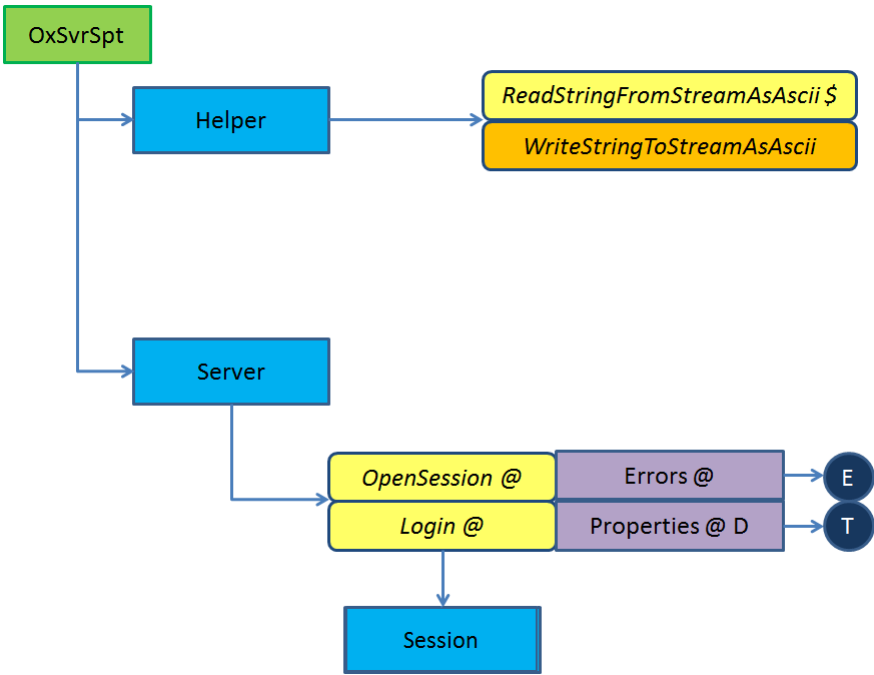 OxSvrSpt
Helper
ReadStringFromStreamAsAscii $
WriteStringToStreamAsAscii
Server
OpenSession @
Errors @
E
Login @
Properties @ D
T
Session